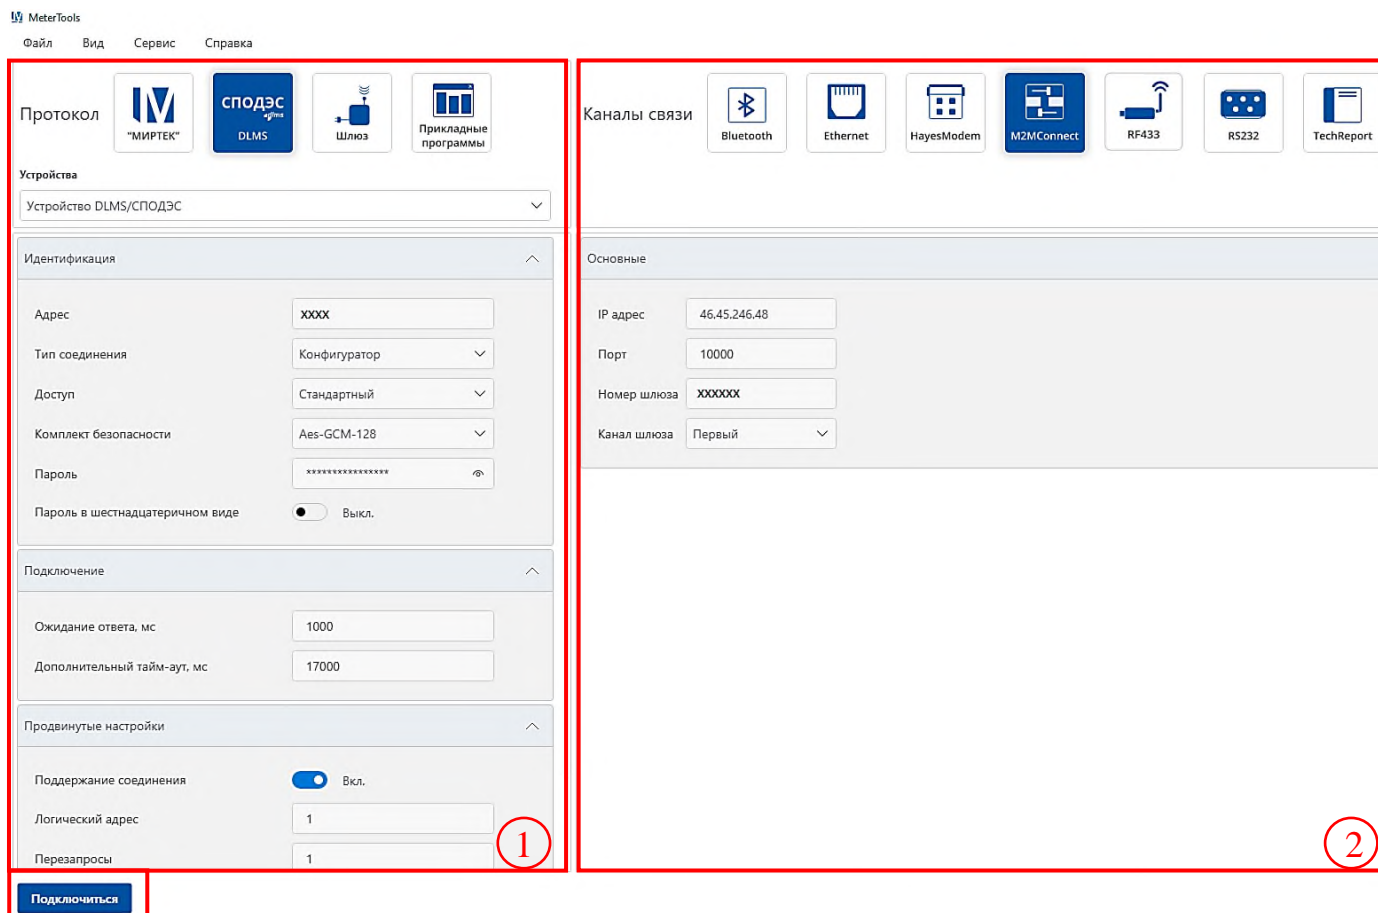 MeterTools
Файл Вид Сервис Справка
Протокол
"МИРТЕК"
СПОДЭС
dlms
DLMS
Шлюз
Прикладные
программы
Устройства
Устройство DLMS/СПОДЭС
Идентификация
Адрес XXXX
Тип соединения Конфигуратор
Доступ Стандартный
Комплект безопасности Aes-GCM-128
Пароль ****************
Пароль в шестнадцатеричном виде Выкл.
Подключение
Ожидание ответа, мс 1000
Дополнительный тайм-аут, мс 17000
Продвинутые настройки
Поддержание соединения Вкл.
Логический адрес 1
Перезапросы 1
1
Подключиться
Каналы связи
Bluetooth
Ethernet
HayesModem
M2MConnect
RF433
RS232
TechReport
Основные
IP адрес 46.45.246.48
Порт 10000
Номер шлюза XXXXXX
Канал шлюза Первый
2